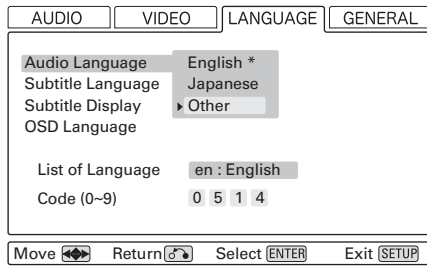 AUDIO VIDEO LANGUAGE GENERAL
Audio Language English *
Subtitle Language Japanese
Subtitle Display Other
OSD Language
List of Language en : English
Code (0~9) 0 5 1 4
Move Return Select ENTER Exit SETUP